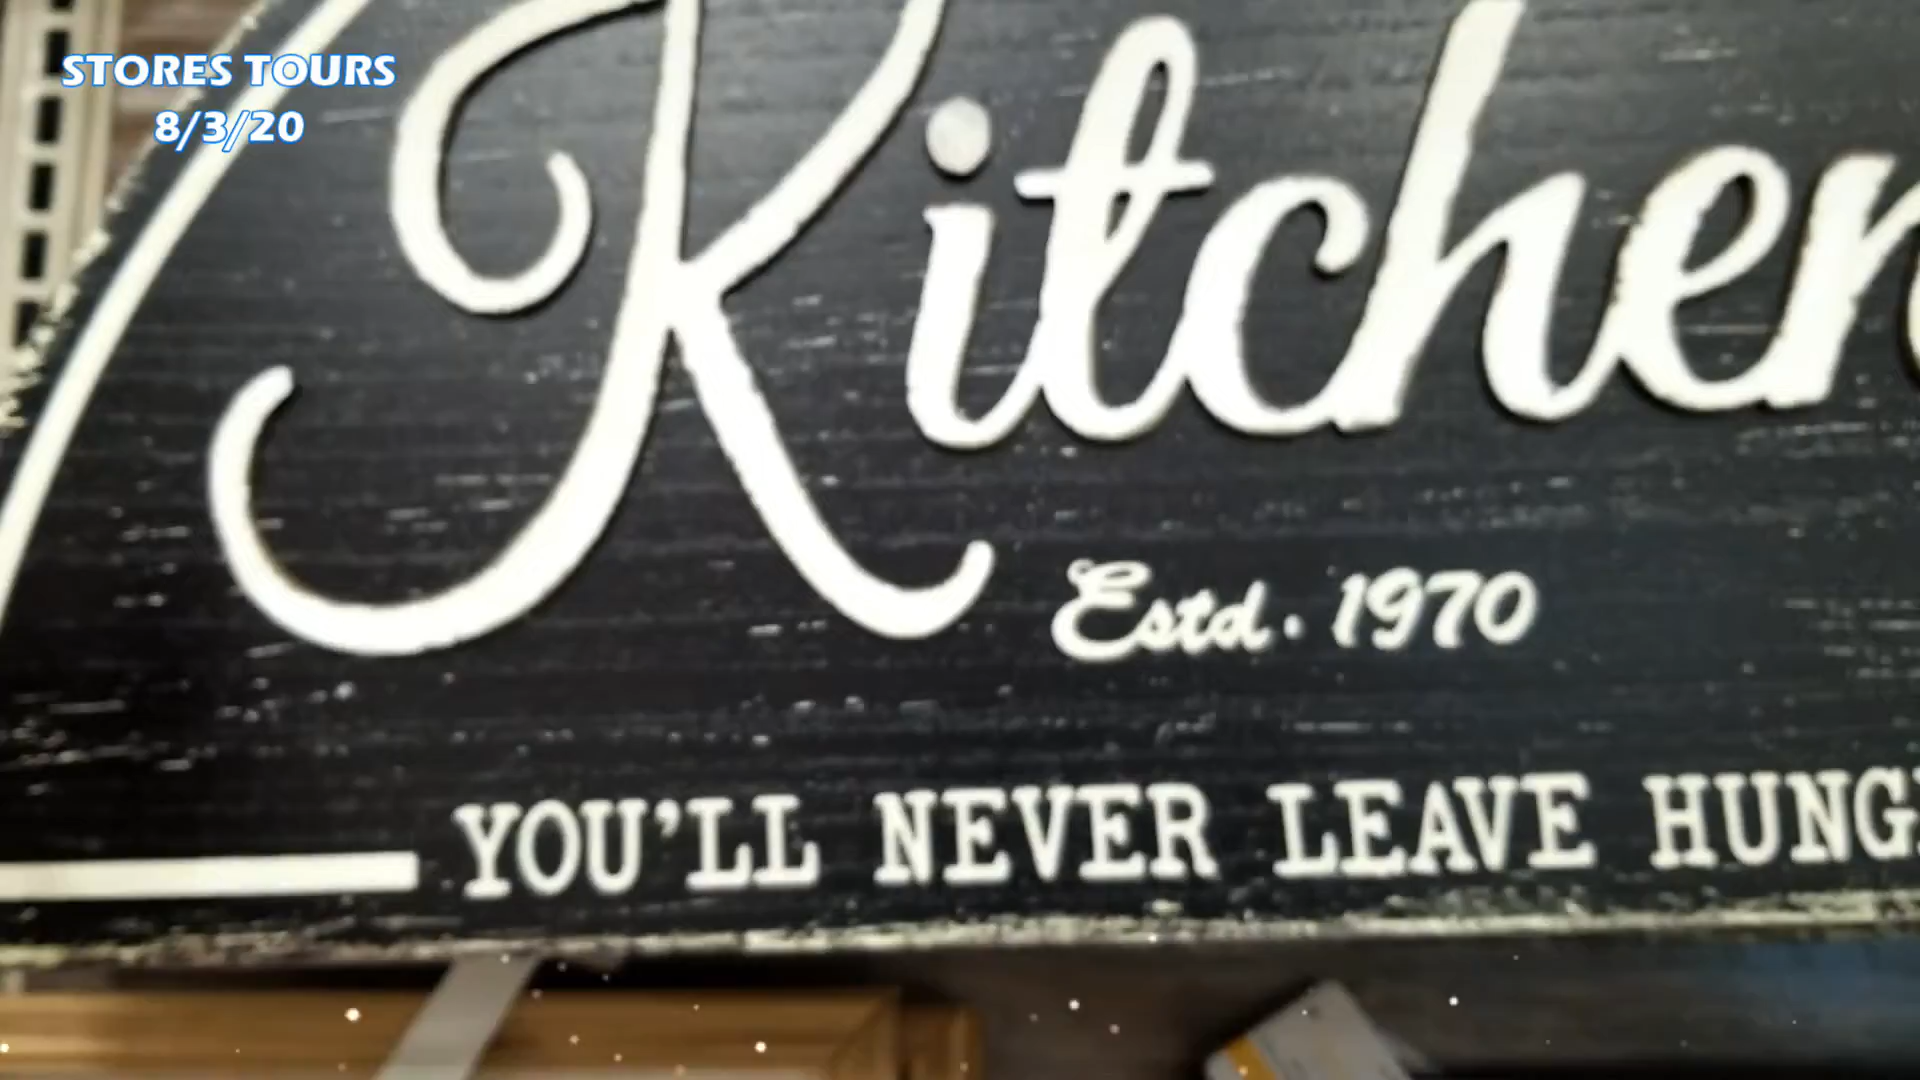 STORES TOURS
8/3/20
Kitchen
Estd. 1970
YOU'LL NEVER LEAVE